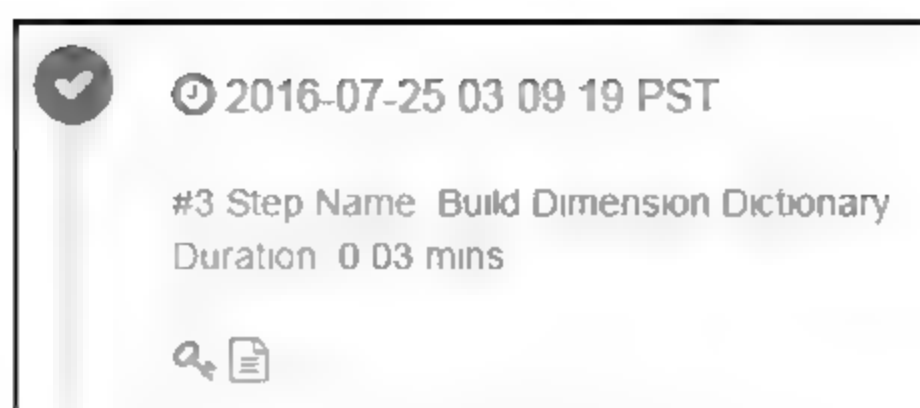 2016-07-25 03 09 19 PST
#3 Step Name Build Dimension Dictionary
Duration 0 03 mins